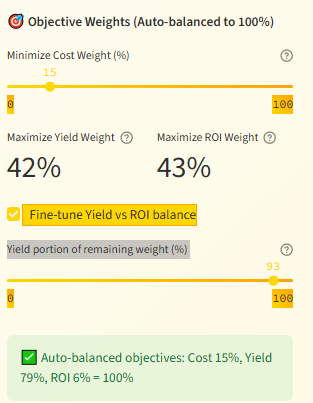 🎯 Objective Weights (Auto-balanced to 100%)
Minimize Cost Weight (%)
15
0 100
Maximize Yield Weight Maximize ROI Weight
42% 43%
Fine-tune Yield vs ROI balance
Yield portion of remaining weight (%)
93
0 100
✅ Auto-balanced objectives: Cost 15%, Yield
79%, ROI 6% = 100%